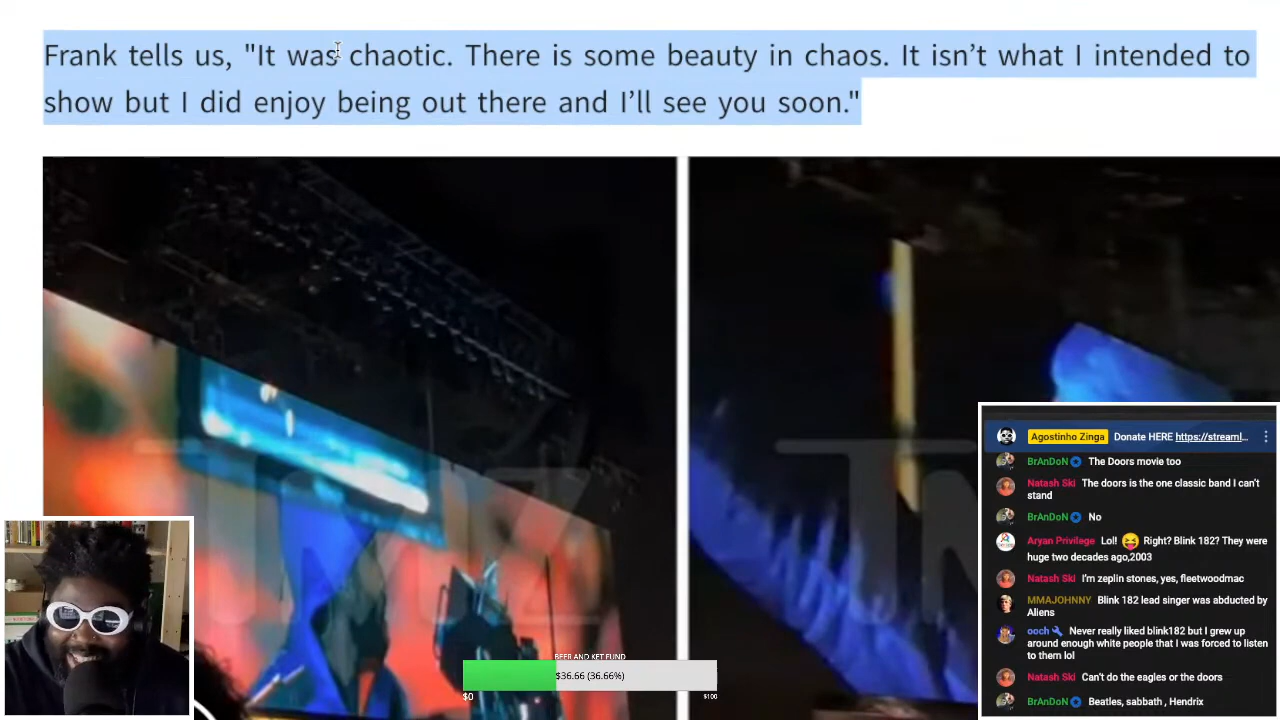 Frank tells us, "It was chaotic. There is some beauty in chaos. It isn’t what I intended to
show but I did enjoy being out there and I’ll see you soon."
Agostinho Zinga Donate HERE https://streaml...
BrAnDoN The Doors movie too
Natash Ski The doors is the one classic band I can't
stand
BrAnDoN No
Aryan Privilege Lol! 😝 Right? Blink 182? They were
huge two decades ago,2003
Natash Ski I'm zeplin stones, yes, fleetwoodmac
MMAJOHNNY Blink 182 lead singer was abducted by
Aliens
ooch 🔧 Never really liked blink182 but I grew up
around enough white people that I was forced to listen
to them lol
Natash Ski Can't do the eagles or the doors
BrAnDoN Beatles, sabbath , Hendrix
BEER AND KET FUND
$36.66 (36.66%)
$0
$100